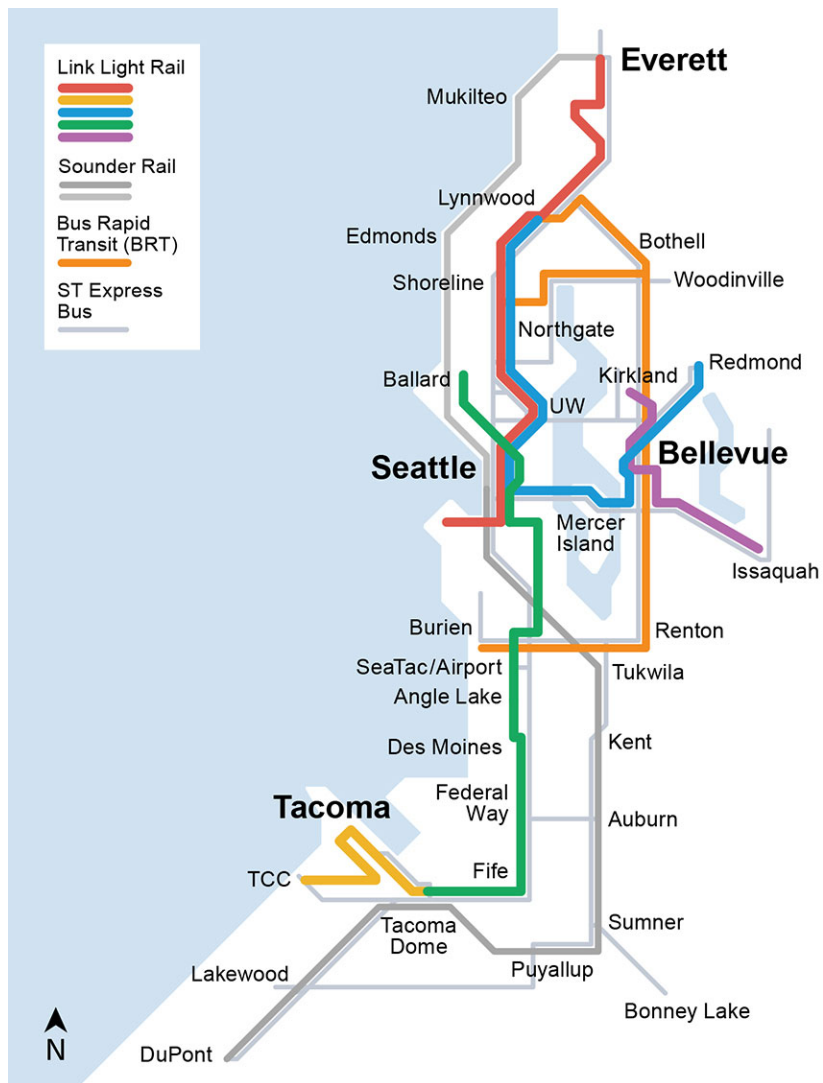 Link Light Rail
Sounder Rail
Bus Rapid
Transit (BRT)
ST Express
Bus
Everett
Mukilteo
Lynnwood
Edmonds
Bothell
Shoreline
Woodinville
Northgate
Redmond
Ballard
Kirkland
UW
Seattle
Bellevue
Mercer
Island
Issaquah
Burien
Renton
SeaTac/Airport
Tukwila
Angle Lake
Des Moines
Kent
Federal
Way
Tacoma
Auburn
Fife
TCC
Tacoma
Dome
Sumner
Puyallup
Lakewood
Bonney Lake
DuPont
N